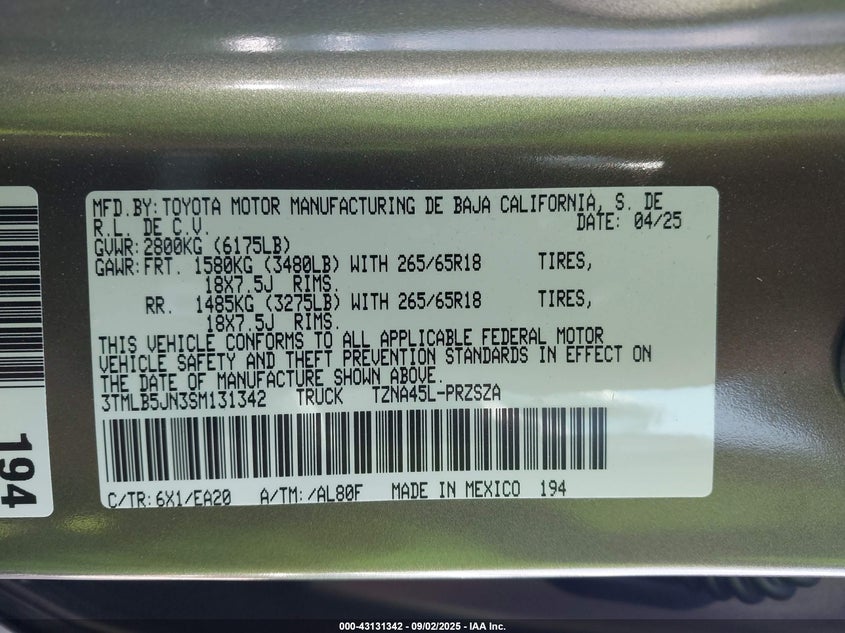 MFD.BY:TOYOTA MOTOR MANUFACTURING DE BAJA CALIFORNIA, S. DE
R.L. DE C.V. DATE: 04/25
GVWR:2800KG (6175LB)
GAWR:FRT. 1580KG (3480LB) WITH 265/65R18 TIRES,
18X7.5J RIMS.
RR. 1485KG (3275LB) WITH 265/65R18 TIRES,
18X7.5J RIMS.
THIS VEHICLE CONFORMS TO ALL APPLICABLE FEDERAL MOTOR
VEHICLE SAFETY AND THEFT PREVENTION STANDARDS IN EFFECT ON
THE DATE OF MANUFACTURE SHOWN ABOVE.
3TMLB5JN3SM131342 TRUCK TZNA45L-PRZSZA
C/TR:6X1/EA20 A/TM:/AL80F MADE IN MEXICO 194
194
000-43131342 - 09/02/2025 - IAA Inc.